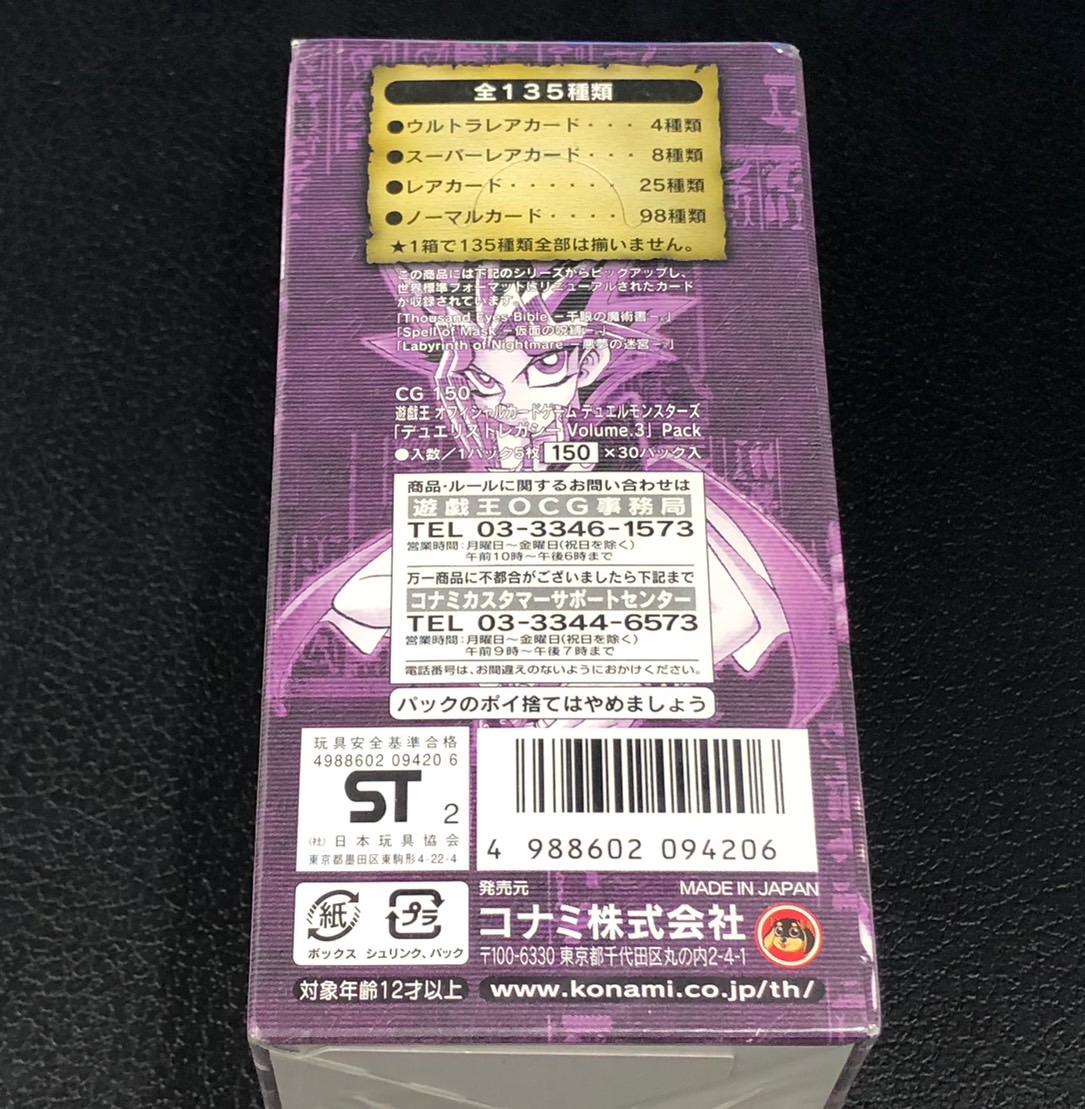 全135種類
●ウルトラレアカード・・・ 4種類
●スーパーレアカード・・・ 8種類
●レアカード・・・・・・ 25種類
●ノーマルカード・・・・ 98種類
★1箱で135種類全部は揃いません。
この商品には下記のシリーズからピックアップし、
世界標準フォーマットにリニューアルされたカード
が収録されています。
「Thousand Eyes Bible －千眼の魔術書－」
「Spell of Mask －仮面の呪縛－」
「Labyrinth of Nightmare －悪夢の迷宮－」
CG 150
遊戯王 オフィシャルカードゲーム デュエルモンスターズ
「デュエリストレガシー Volume.3」 Pack
●入数／1パック5枚 150 ×30パック入
商品・ルールに関するお問い合わせは
遊戯王OCG事務局
TEL 03-3346-1573
営業時間：月曜日～金曜日(祝日を除く)
午前10時～午後6時まで
万一商品に不都合がございましたら下記まで
コナミカスタマーサポートセンター
TEL 03-3344-6573
営業時間：月曜日～金曜日(祝日を除く)
午前9時～午後7時まで
電話番号は、お間違えのないようにおかけください。
パックのポイ捨てはやめましょう
玩具安全基準合格
4988602 09420 6
ST 2
(社)日本玩具協会
東京都墨田区東駒形4-22-4
4 988602 094206
紙 プラ
ボックス シュリンク、パック
発売元 MADE IN JAPAN
コナミ株式会社
〒100-6330 東京都千代田区丸の内2-4-1
対象年齢12才以上
www.konami.co.jp/th/